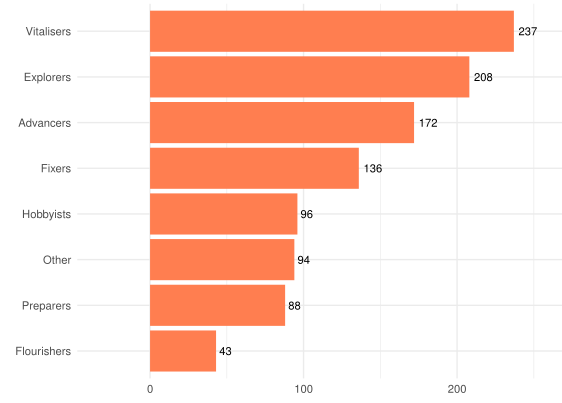 Vitalisers 237
Explorers 208
Advancers 172
Fixers 136
Hobbyists 96
Other 94
Preparers 88
Flourishers 43
0 100 200